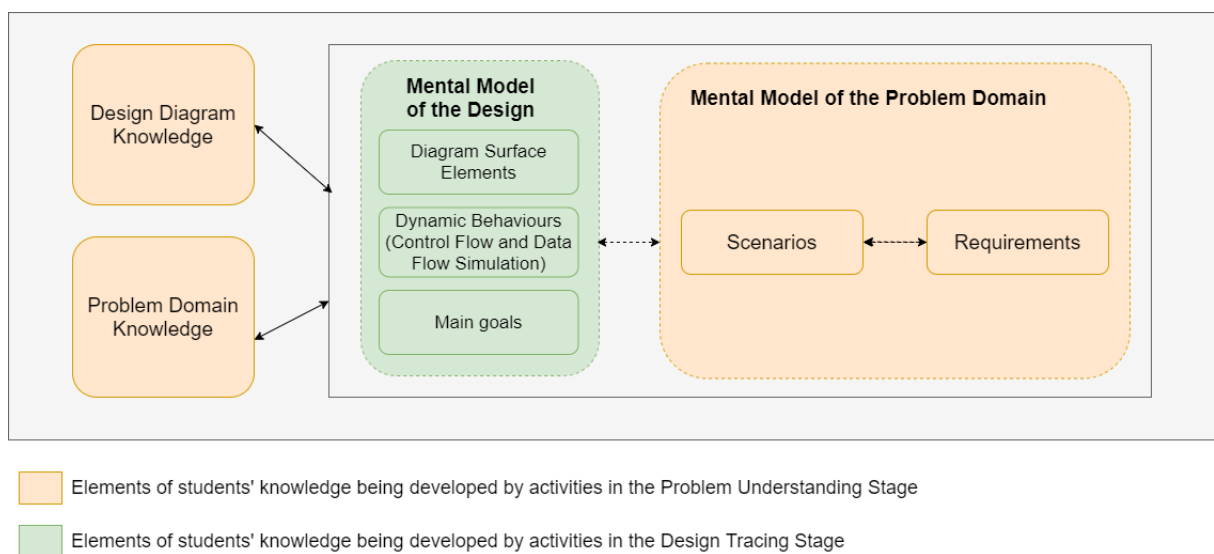 Design Diagram
Knowledge
Problem Domain
Knowledge
Mental Model
of the Design
Diagram Surface
Elements
Dynamic Behaviours
(Control Flow and Data
Flow Simulation)
Main goals
Mental Model of the Problem Domain
Scenarios
Requirements
Elements of students' knowledge being developed by activities in the Problem Understanding Stage
Elements of students' knowledge being developed by activities in the Design Tracing Stage